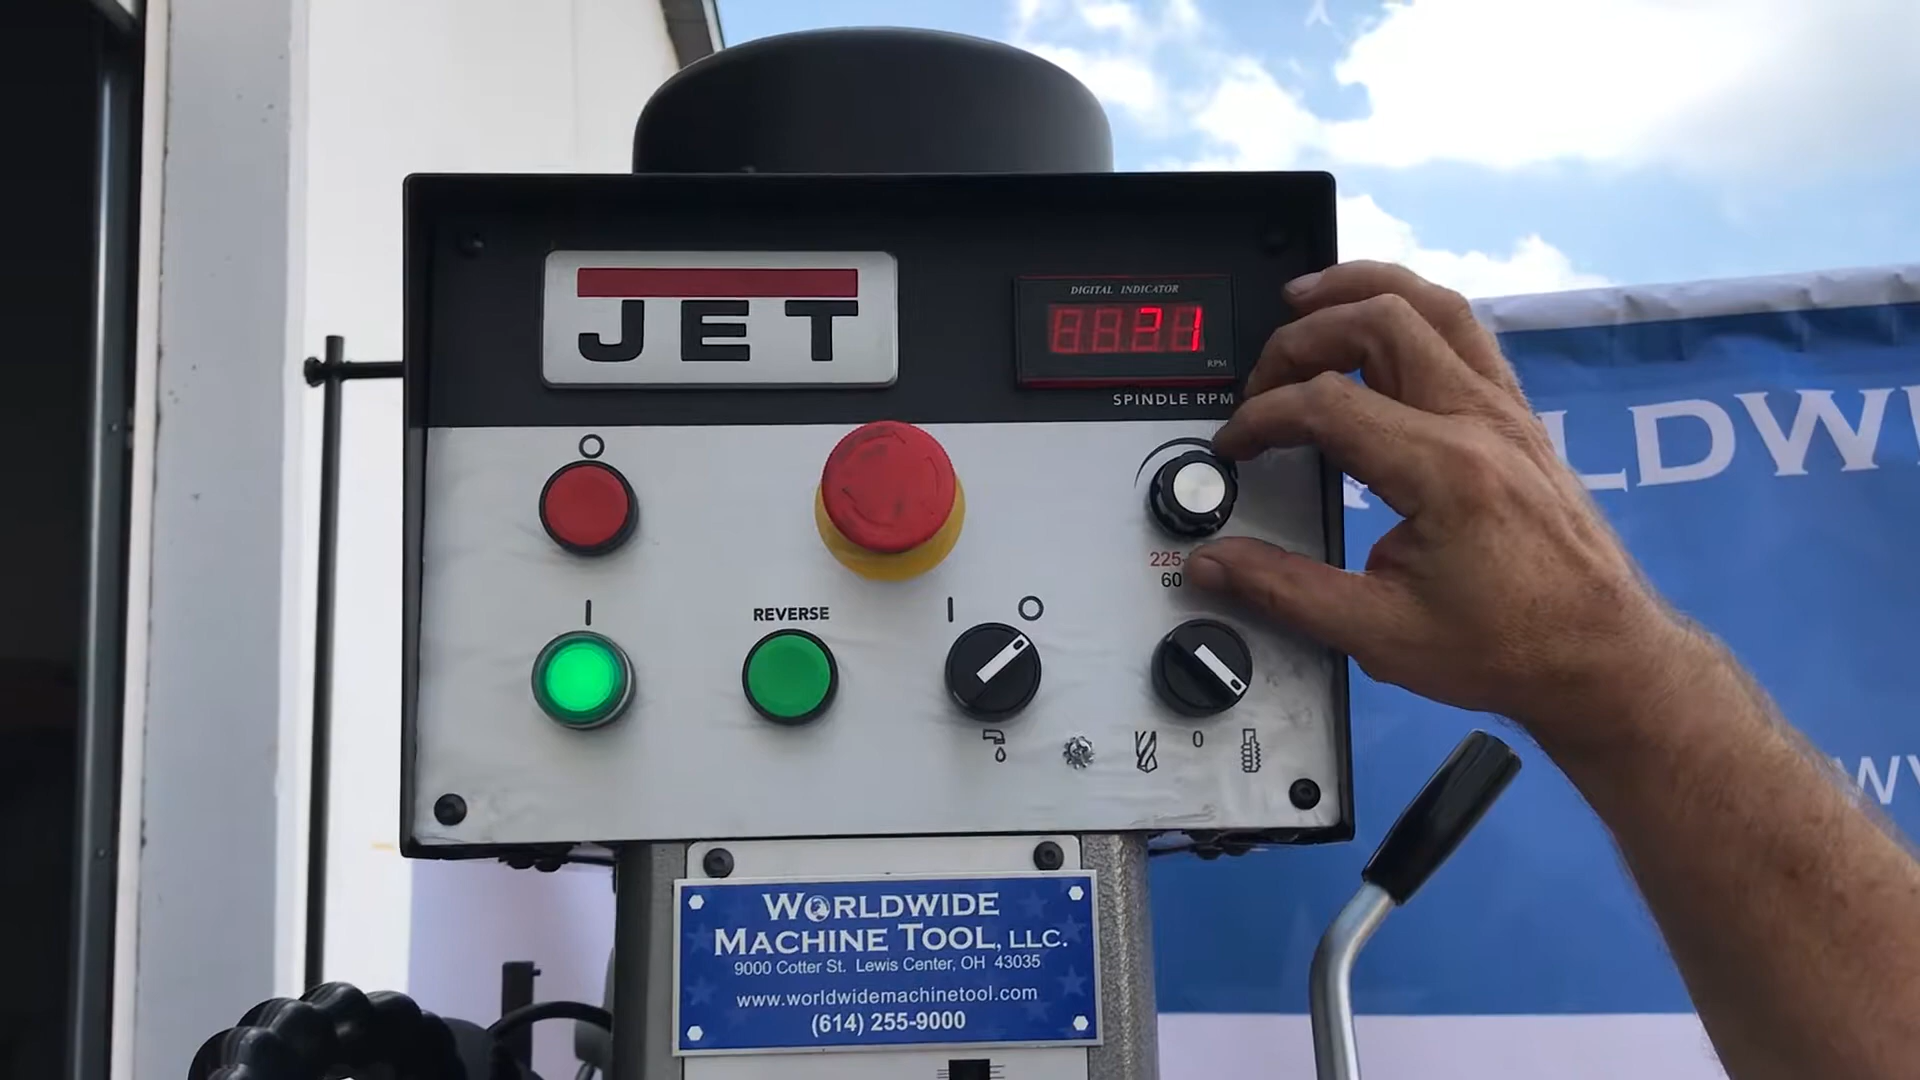 JET
DIGITAL INDICATOR
71
RPM
SPINDLE RPM
225-
60
REVERSE
0
LDW
WORLDWIDE
MACHINE TOOL, LLC.
9000 Cotter St. Lewis Center, OH 43035
www.worldwidemachinetool.com
(614) 255-9000